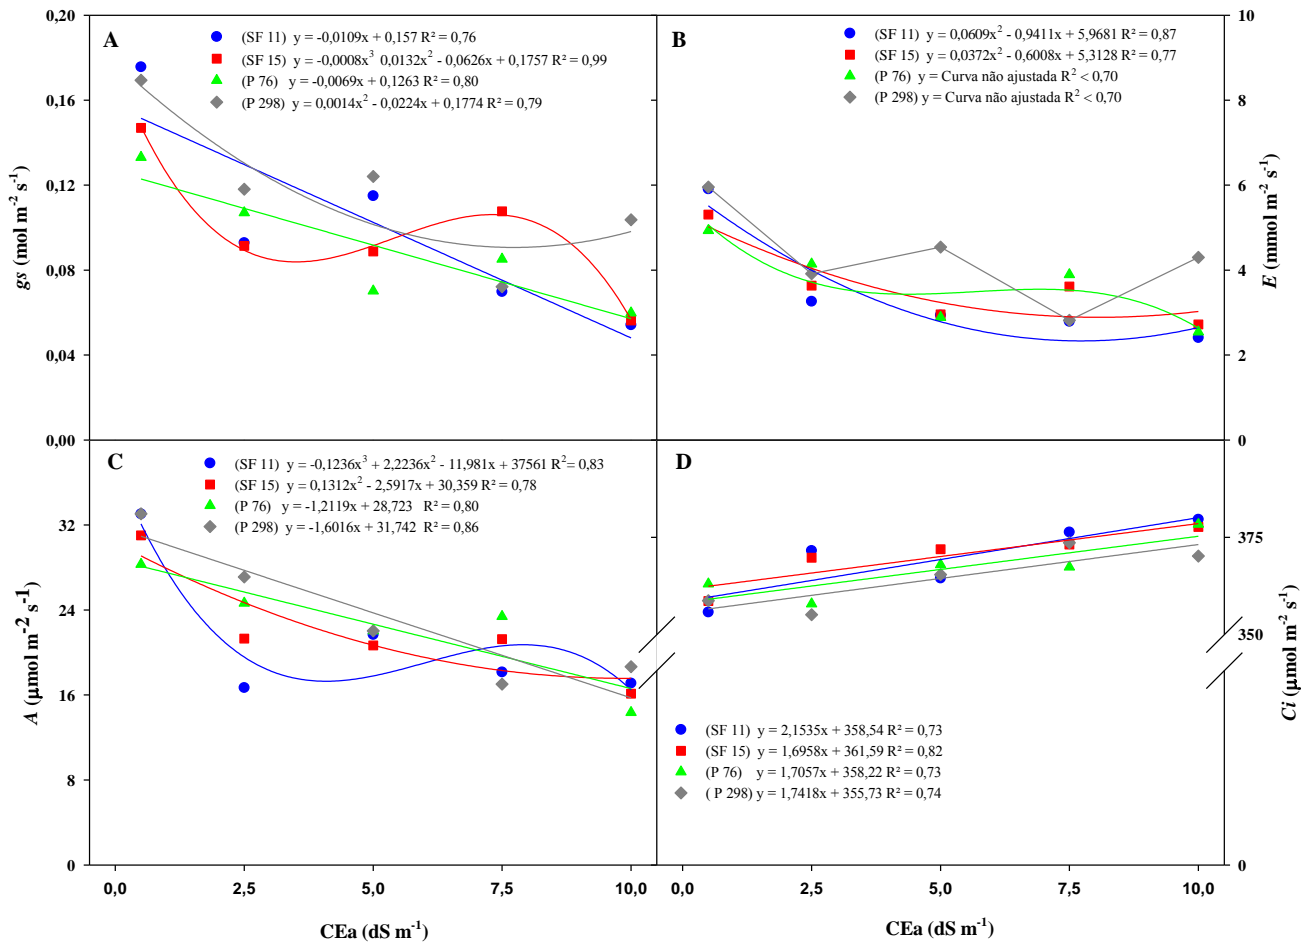 A
(SF 11) y = -0,0109x + 0,157 R² = 0,76
(SF 15) y = -0,0008x³ 0,0132x² - 0,0626x + 0,1757 R² = 0,99
(P 76) y = -0,0069x + 0,1263 R² = 0,80
(P 298) y = 0,0014x² - 0,0224x + 0,1774 R² = 0,79
0,20
0,16
0,12
0,08
0,04
0,00
gs (mol m⁻² s⁻¹)
B
(SF 11) y = 0,0609x² - 0,9411x + 5,9681 R² = 0,87
(SF 15) y = 0,0372x² - 0,6008x + 5,3128 R² = 0,77
(P 76) y = Curva não ajustada R² < 0,70
(P 298) y = Curva não ajustada R² < 0,70
10
8
6
4
2
0
E (mmol m⁻² s⁻¹)
C
(SF 11) y = -0,1236x³ + 2,2236x² - 11,981x + 37561 R² = 0,83
(SF 15) y = 0,1312x² - 2,5917x + 30,359 R² = 0,78
(P 76) y = -1,2119x + 28,723 R² = 0,80
(P 298) y = -1,6016x + 31,742 R² = 0,86
32
24
16
8
0
A (µmol m⁻² s⁻¹)
0,0 2,5 5,0 7,5 10,0
CEa (dS m⁻¹)
D
375
350
0
Ci (µmol m⁻² s⁻¹)
(SF 11) y = 2,1535x + 358,54 R² = 0,73
(SF 15) y = 1,6958x + 361,59 R² = 0,82
(P 76) y = 1,7057x + 358,22 R² = 0,73
( P 298) y = 1,7418x + 355,73 R² = 0,74
0,0 2,5 5,0 7,5 10,0
CEa (dS m⁻¹)